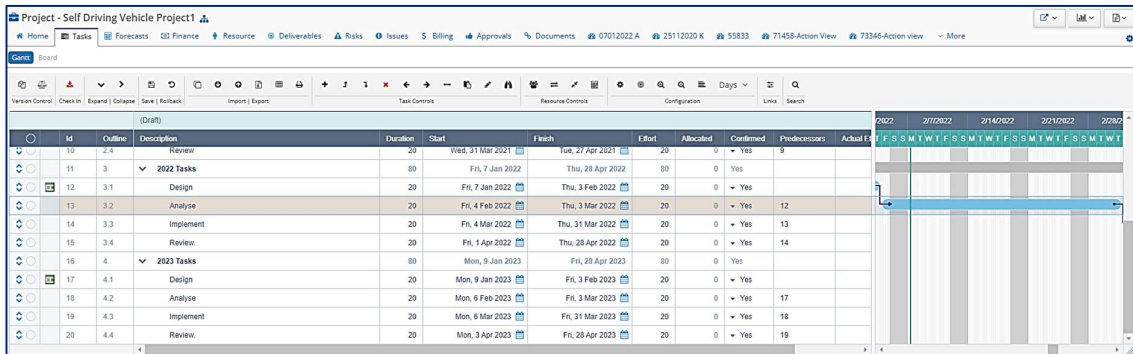 Project - Self Driving Vehicle Project1
Home Tasks Forecasts Finance Resource Deliverables Risks Issues Billing Approvals Documents 07012022 A 25112020 K 55833 71458-Action View 73346-Action view More
Gantt Board
Days
Version Control Check In Expand | Collapse Save | Rollback Import | Export Task Controls Resource Controls Configuration Links Search
(Draft) /2022 2/7/2022 2/14/2022 2/21/2022 2/28/2
Id Outline Description Duration Start Finish Effort Allocated Confirmed Predecessors Actual Ef T F S S M T W T F S S M T W T F S S M T W T F S S M T W
10 2.4 Review 20 Wed, 31 Mar 2021 Tue, 27 Apr 2021 20 0 Yes 9
11 3 2022 Tasks 80 Fri, 7 Jan 2022 Thu, 28 Apr 2022 80 0 Yes
12 3.1 Design 20 Fri, 7 Jan 2022 Thu, 3 Feb 2022 20 0 Yes
13 3.2 Analyse 20 Fri, 4 Feb 2022 Thu, 3 Mar 2022 20 0 Yes 12
14 3.3 Implement 20 Fri, 4 Mar 2022 Thu, 31 Mar 2022 20 0 Yes 13
15 3.4 Review. 20 Fri, 1 Apr 2022 Thu, 28 Apr 2022 20 0 Yes 14
16 4 2023 Tasks 80 Mon, 9 Jan 2023 Fri, 28 Apr 2023 80 0 Yes
17 4.1 Design 20 Mon, 9 Jan 2023 Fri, 3 Feb 2023 20 0 Yes
18 4.2 Analyse 20 Mon, 6 Feb 2023 Fri, 3 Mar 2023 20 0 Yes 17
19 4.3 Implement 20 Mon, 6 Mar 2023 Fri, 31 Mar 2023 20 0 Yes 18
20 4.4 Review. 20 Mon, 3 Apr 2023 Fri, 28 Apr 2023 20 0 Yes 19